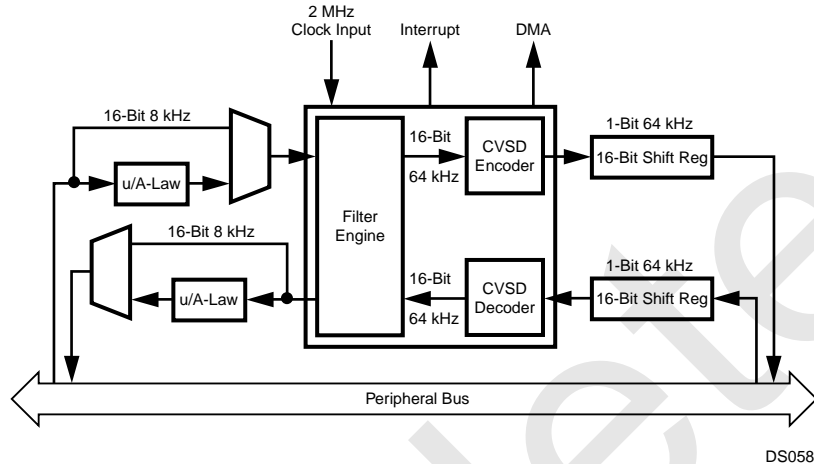 2 MHz
Clock Input
Interrupt
DMA
16-Bit 8 kHz
u/A-Law
16-Bit
64 kHz
CVSD
Encoder
1-Bit 64 kHz
16-Bit Shift Reg
Filter
Engine
16-Bit 8 kHz
u/A-Law
16-Bit
64 kHz
CVSD
Decoder
1-Bit 64 kHz
16-Bit Shift Reg
Peripheral Bus
DS058